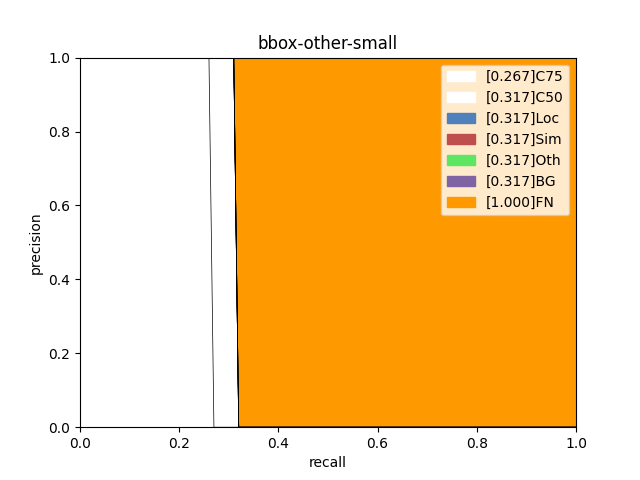 bbox-other-small
1.0
0.8
0.6
0.4
0.2
0.0
precision
[0.267]C75
[0.317]C50
[0.317]Loc
[0.317]Sim
[0.317]Oth
[0.317]BG
[1.000]FN
0.0 0.2 0.4 0.6 0.8 1.0
recall